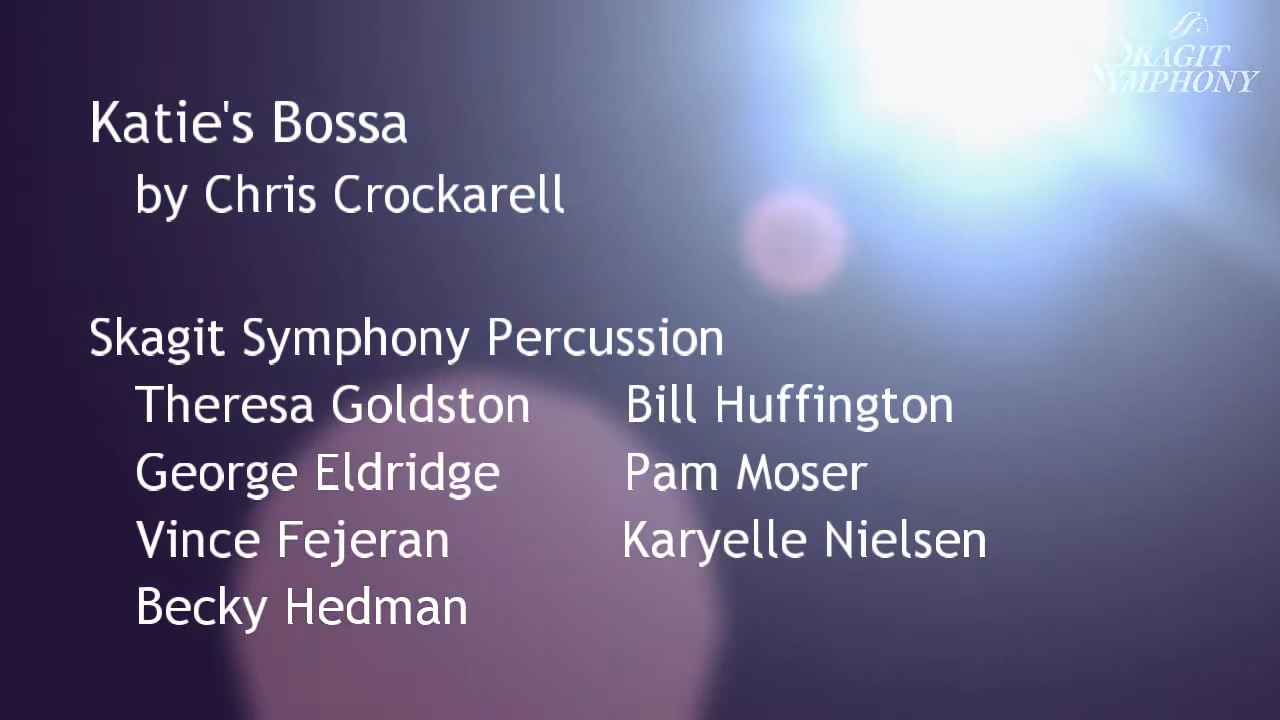 SKAGIT
SYMPHONY
Katie's Bossa
by Chris Crockarell
Skagit Symphony Percussion
Theresa Goldston Bill Huffington
George Eldridge Pam Moser
Vince Fejeran Karyelle Nielsen
Becky Hedman